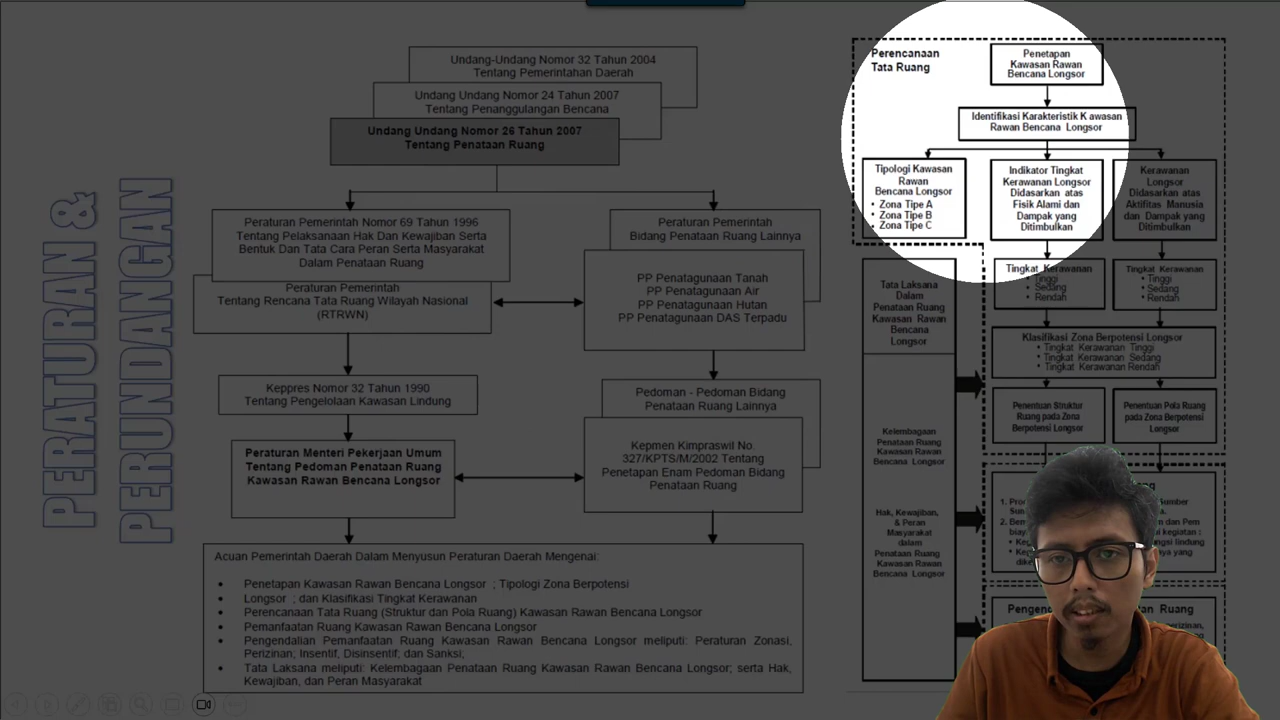 PERATURAN &
PERUNDANGAN
Undang-Undang Nomor 32 Tahun 2004
Tentang Pemerintahan Daerah
Undang Undang Nomor 24 Tahun 2007
Tentang Penanggulangan Bencana
Undang Undang Nomor 26 Tahun 2007
Tentang Penataan Ruang
Peraturan Pemerintah Nomor 69 Tahun 1996
Tentang Pelaksanaan Hak Dan Kewajiban Serta
Bentuk Dan Tata Cara Peran Serta Masyarakat
Dalam Penataan Ruang
Peraturan Pemerintah
Tentang Rencana Tata Ruang Wilayah Nasional
(RTRWN)
Peraturan Pemerintah
Bidang Penataan Ruang Lainnya
PP Penatagunaan Tanah
PP Penatagunaan Air
PP Penatagunaan Hutan
PP Penatagunaan DAS Terpadu
Keppres Nomor 32 Tahun 1990
Tentang Pengelolaan Kawasan Lindung
Pedoman - Pedoman Bidang
Penataan Ruang Lainnya
Peraturan Menteri Pekerjaan Umum
Tentang Pedoman Penataan Ruang
Kawasan Rawan Bencana Longsor
Kepmen Kimpraswil No
327/KPTS/M/2002 Tentang
Penetapan Enam Pedoman Bidang
Penataan Ruang
Acuan Pemerintah Daerah Dalam Menyusun Peraturan Daerah Mengenai:
• Penetapan Kawasan Rawan Bencana Longsor ; Tipologi Zona Berpotensi
• Longsor , dan Klasifikasi Tingkat Kerawanan
• Perencanaan Tata Ruang (Struktur dan Pola Ruang) Kawasan Rawan Bencana Longsor
• Pemanfaatan Ruang Kawasan Rawan Bencana Longsor
• Pengendalian Pemanfaatan Ruang Kawasan Rawan Bencana Longsor meliputi: Peraturan Zonasi,
Perizinan; Insentif, Disinsentif; dan Sanksi;
• Tata Laksana meliputi: Kelembagaan Penataan Ruang Kawasan Rawan Bencana Longsor; serta Hak,
Kewajiban, dan Peran Masyarakat
Perencanaan
Tata Ruang
Penetapan
Kawasan Rawan
Bencana Longsor
Identifikasi Karakteristik K awasan
Rawan Bencana Longsor
Tipologi Kawasan
Rawan
Bencana Longsor
• Zona Tipe A
• Zona Tipe B
• Zona Tipe C
Indikator Tingkat
Kerawanan Longsor
Didasarkan atas
Fisik Alami dan
Dampak yang
Ditimbulkan
Kerawanan
Longsor
Didasarkan atas
Aktifitas Manusia
dan Dampak yang
Ditimbulkan
Tingkat Kerawanan
• Tinggi
• Sedang
• Rendah
Tingkat Kerawanan
• Tinggi
• Sedang
• Rendah
Klasifikasi Zona Berpotensi Longsor
• Tingkat Kerawanan Tinggi
• Tingkat Kerawanan Sedang
• Tingkat Kerawanan Rendah
Penentuan Struktur
Ruang pada Zona
Berpotensi Longsor
Penentuan Pola Ruang
pada Zona Berpotensi
Longsor
Tata Laksana
Dalam
Penataan Ruang
Kawasan Rawan
Bencana
Longsor
Kelembagaan
Penataan Ruang
Kawasan Rawan
Bencana Longsor
Hak, Kewajiban,
& Peran
Masyarakat
dalam
Penataan Ruang
Kawasan Rawan
Bencana Longsor
1.
2.
dan Pem
kegiatan :
lindung
yang
Ruang